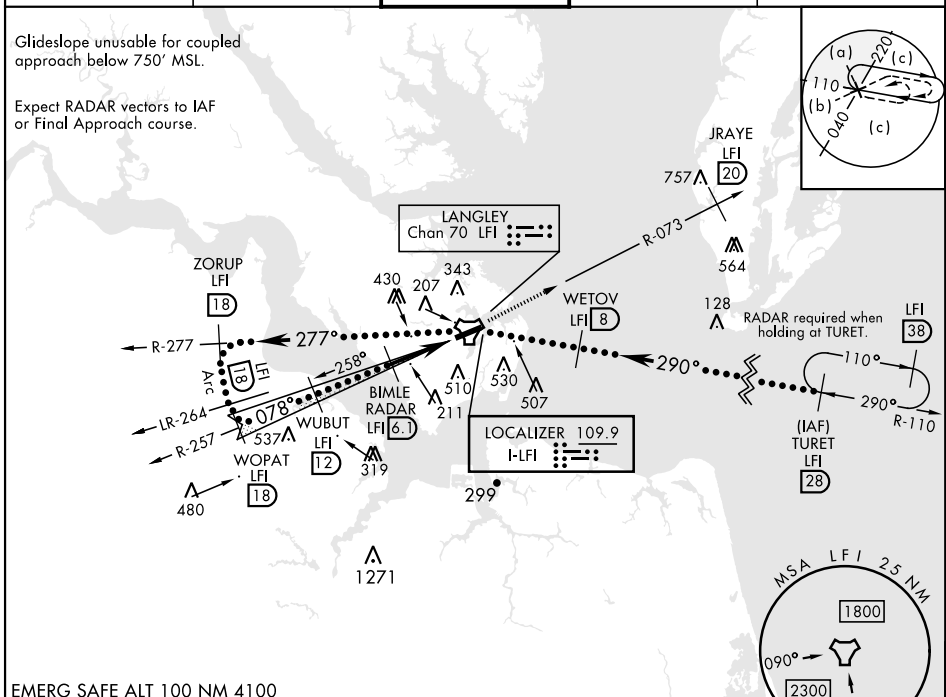 Glideslope unusable for coupled
approach below 750' MSL.
Expect RADAR vectors to IAF
or Final Approach course.
(a)
220
(c)
110
(b)
040
(c)
JRAYE
LFI
20
757
564
R-073
LANGLEY
Chan 70 LFI
ZORUP
LFI
18
430
207
343
WETOV
LFI 8
128
RADAR required when
holding at TURET.
LFI
38
R-277
277°
290°
110°
290°
R-110
Arc
18
LFI
258°
LR-264
078°
R-257
537
WUBUT
LFI
12
BIMLE
RADAR
LFI 6.1
510
211
530
507
319
WOPAT
LFI
18
480
LOCALIZER 109.9
I-LFI
299
(IAF)
TURET
LFI
28
1271
MSA LFI 25 NM
1800
090°
2300
EMERG SAFE ALT 100 NM 4100